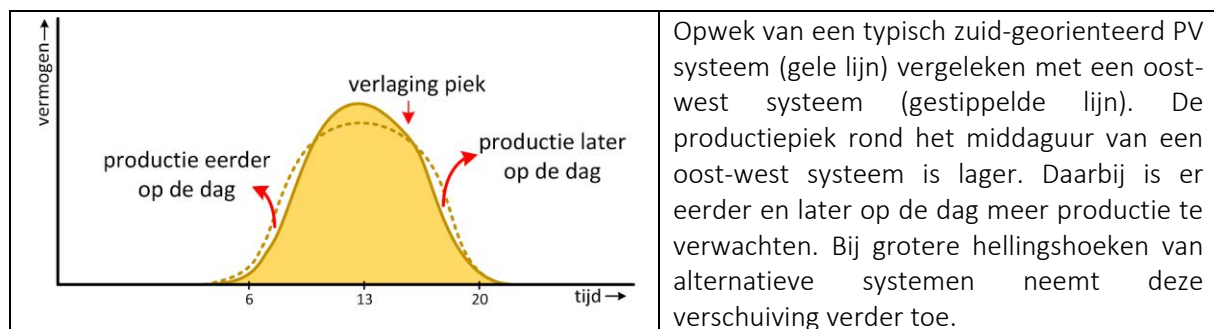 vermogen →
verlaging piek
productie eerder
op de dag
productie later
op de dag
6
13
20
tijd →
Opwek van een typisch zuid-georienteerd PV
systeem (gele lijn) vergeleken met een oost-
west systeem (gestippelde lijn). De
productiepiek rond het middaguur van een
oost-west systeem is lager. Daarbij is er
eerder en later op de dag meer productie te
verwachten. Bij grotere hellingshoeken van
alternatieve systemen neemt deze
verschuiving verder toe.